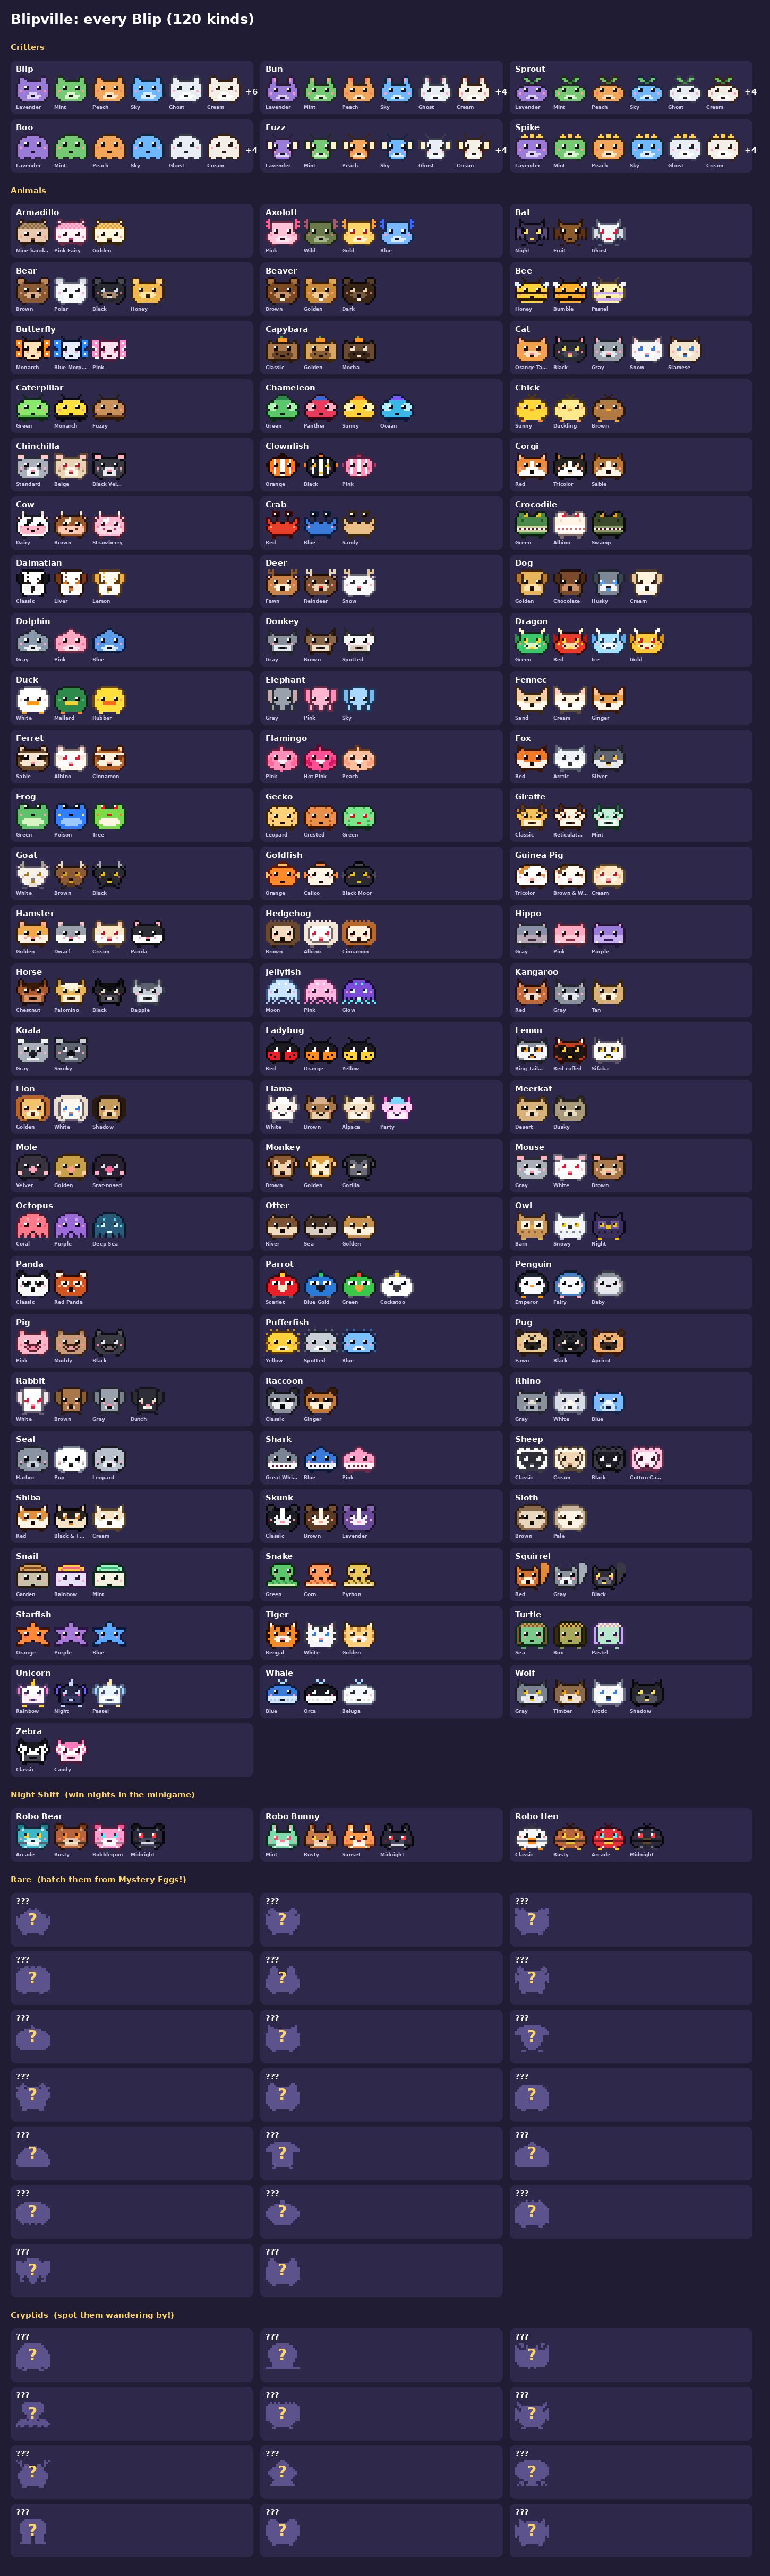 Blipville: every Blip (120 kinds)
Critters
Blip
Lavender Mint Peach Sky Ghost Cream +6
Bun
Lavender Mint Peach Sky Ghost Cream +4
Sprout
Lavender Mint Peach Sky Ghost Cream +4
Boo
Lavender Mint Peach Sky Ghost Cream +4
Fuzz
Lavender Mint Peach Sky Ghost Cream +4
Spike
Lavender Mint Peach Sky Ghost Cream +4
Animals
Armadillo
Nine-band... Pink Fairy Golden
Axolotl
Pink Wild Gold Blue
Bat
Night Fruit Ghost
Bear
Brown Polar Black Honey
Beaver
Brown Golden Dark
Bee
Honey Bumble Pastel
Butterfly
Monarch Blue Morp... Pink
Capybara
Classic Golden Mocha
Cat
Orange Ta... Black Gray Snow Siamese
Caterpillar
Green Monarch Fuzzy
Chameleon
Green Panther Sunny Ocean
Chick
Sunny Duckling Brown
Chinchilla
Standard Beige Black Vel...
Clownfish
Orange Black Pink
Corgi
Red Tricolor Sable
Cow
Dairy Brown Strawberry
Crab
Red Blue Sandy
Crocodile
Green Albino Swamp
Dalmatian
Classic Liver Lemon
Deer
Fawn Reindeer Snow
Dog
Golden Chocolate Husky Cream
Dolphin
Gray Pink Blue
Donkey
Gray Brown Spotted
Dragon
Green Red Ice Gold
Duck
White Mallard Rubber
Elephant
Gray Pink Sky
Fennec
Sand Cream Ginger
Ferret
Sable Albino Cinnamon
Flamingo
Pink Hot Pink Peach
Fox
Red Arctic Silver
Frog
Green Poison Tree
Gecko
Leopard Crested Green
Giraffe
Classic Reticulat... Mint
Goat
White Brown Black
Goldfish
Orange Calico Black Moor
Guinea Pig
Tricolor Brown & W... Cream
Hamster
Golden Dwarf Cream Panda
Hedgehog
Brown Albino Cinnamon
Hippo
Gray Pink Purple
Horse
Chestnut Palomino Black Dapple
Jellyfish
Moon Pink Glow
Kangaroo
Red Gray Tan
Koala
Gray Smoky
Ladybug
Red Orange Yellow
Lemur
Ring-tail... Red-ruffed Sifaka
Lion
Golden White Shadow
Llama
White Brown Alpaca Party
Meerkat
Desert Dusky
Mole
Velvet Golden Star-nosed
Monkey
Brown Golden Gorilla
Mouse
Gray White Brown
Octopus
Coral Purple Deep Sea
Otter
River Sea Golden
Owl
Barn Snowy Night
Panda
Classic Red Panda
Parrot
Scarlet Blue Gold Green Cockatoo
Penguin
Emperor Fairy Baby
Pig
Pink Muddy Black
Pufferfish
Yellow Spotted Blue
Pug
Fawn Black Apricot
Rabbit
White Brown Gray Dutch
Raccoon
Classic Ginger
Rhino
Gray White Blue
Seal
Harbor Pup Leopard
Shark
Great Whi... Blue Pink
Sheep
Classic Cream Black Cotton Ca...
Shiba
Red Black & T... Cream
Skunk
Classic Brown Lavender
Sloth
Brown Pale
Snail
Garden Rainbow Mint
Snake
Green Corn Python
Squirrel
Red Gray Black
Starfish
Orange Purple Blue
Tiger
Bengal White Golden
Turtle
Sea Box Pastel
Unicorn
Rainbow Night Pastel
Whale
Blue Orca Beluga
Wolf
Gray Timber Arctic Shadow
Zebra
Classic Candy
Night Shift (win nights in the minigame)
Robo Bear
Arcade Rusty Bubblegum Midnight
Robo Bunny
Mint Rusty Sunset Midnight
Robo Hen
Classic Rusty Arcade Midnight
Rare (hatch them from Mystery Eggs!)
??? ??? ???
? ? ?
??? ??? ???
? ? ?
??? ??? ???
? ? ?
??? ??? ???
? ? ?
??? ??? ???
? ? ?
??? ??? ???
? ? ?
??? ???
? ?
Cryptids (spot them wandering by!)
??? ??? ???
? ? ?
??? ??? ???
? ? ?
??? ??? ???
? ? ?
??? ??? ???
? ? ?